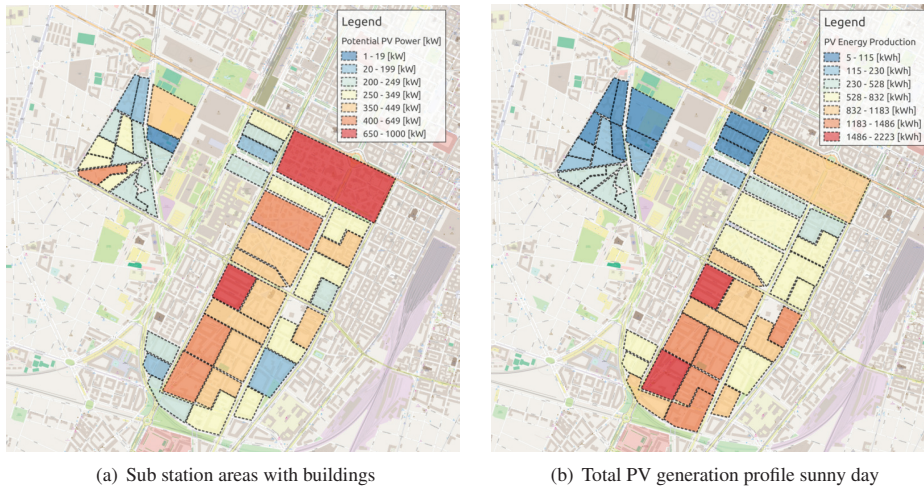 Legend
Potential PV Power [kW]
1 - 19 [kW]
20 - 199 [kW]
200 - 249 [kW]
250 - 349 [kW]
350 - 449 [kW]
400 - 649 [kW]
650 - 1000 [kW]
Legend
PV Energy Production
5 - 115 [kWh]
115 - 230 [kWh]
230 - 528 [kWh]
528 - 832 [kWh]
832 - 1183 [kWh]
1183 - 1486 [kWh]
1486 - 2223 [kWh]
(a) Sub station areas with buildings
(b) Total PV generation profile sunny day